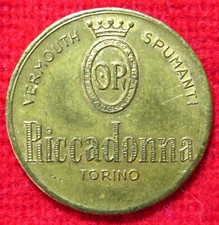 VERMOUTH SPUMANTI
OR
Riccadonna
TORINO